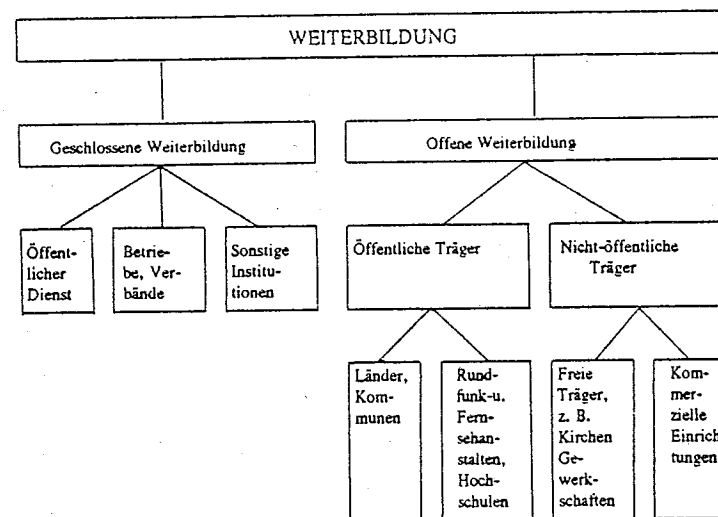 WEITERBILDUNG
Geschlossene Weiterbildung
Offene Weiterbildung
Öffent-
licher
Dienst
Betrie-
be, Ver-
bände
Sonstige
Institu-
tionen
Öffentliche Träger
Nicht-öffentliche
Träger
Länder,
Kom-
munen
Rund-
funk-u.
Fern-
sehan-
stalten,
Hoch-
schulen
Freie
Träger,
z. B.
Kirchen
Ge-
werk-
schaften
Kom-
mer-
zielle
Einrich
tungen